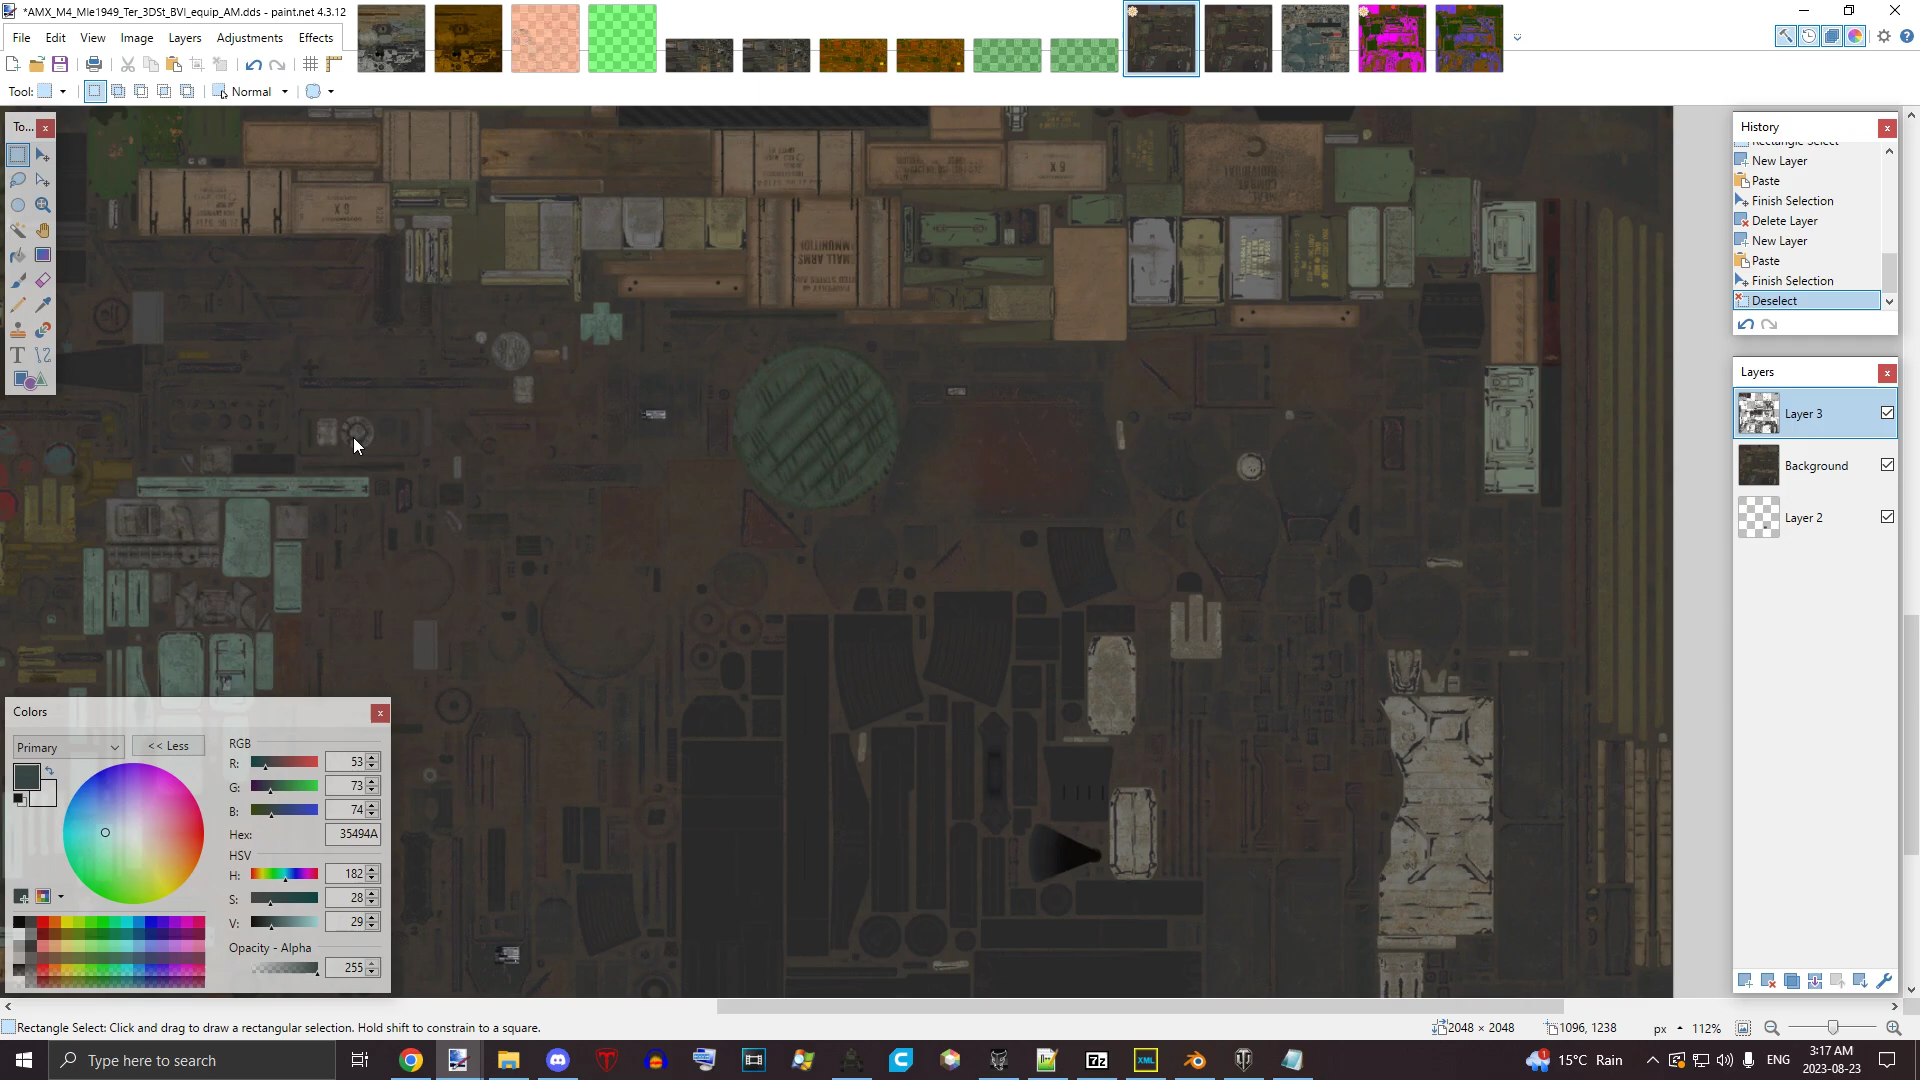 *AMX_M4_Mle1949_Ter_3DSt_BVI_equip_AM.dds - paint.net 4.3.12
File Edit View Image Layers Adjustments Effects
Tool: Normal
To...
History
Rectangle Select
New Layer
Paste
Finish Selection
Delete Layer
New Layer
Paste
Finish Selection
Deselect
Layers
Layer 3
Background
Layer 2
Colors
Primary
<< Less
RGB
R: 53
G: 73
B: 74
Hex: 35494A
HSV
H: 182
S: 28
V: 29
Opacity - Alpha
255
Rectangle Select: Click and drag to draw a rectangular selection. Hold shift to constrain to a square.
2048 × 2048
1096, 1238
px
112%
Type here to search
15°C Rain
ENG
3:17 AM
2023-08-23